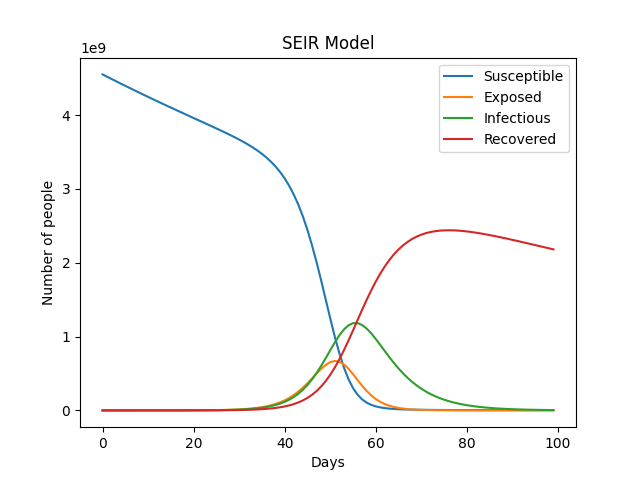 SEIR Model
1e9
Susceptible
Exposed
Infectious
Recovered
4
3
2
1
0
Number of people
0 20 40 60 80 100
Days